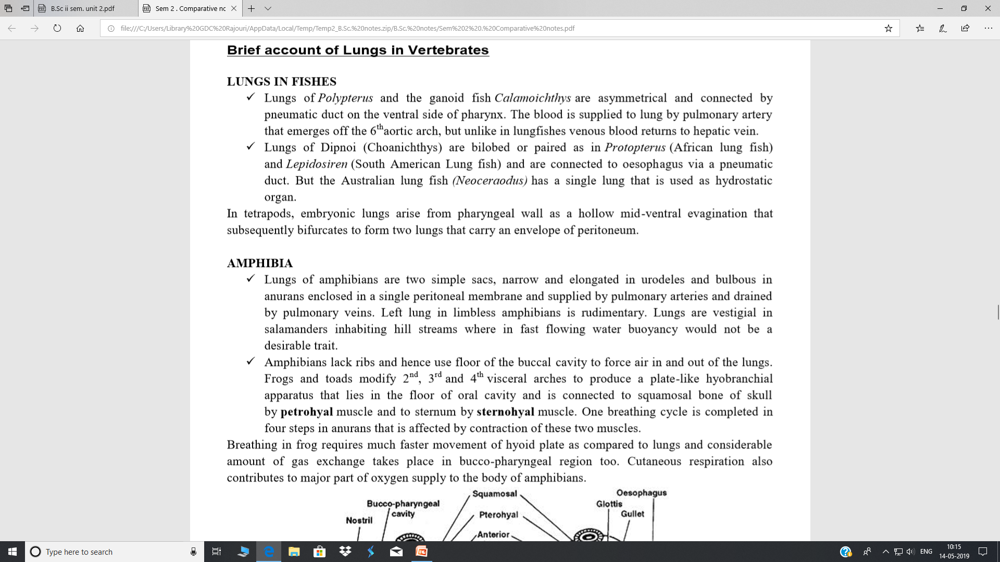 B.Sc ii sem. unit 2.pdf
Sem 2 . Comparative nc
file:///C:/Users/Library%20GDC%20Rajouri/AppData/Local/Temp/Temp2_B.Sc.%20notes.zip/B.Sc.%20notes/Sem%202%20.%20Comparative%20notes.pdf
Brief account of Lungs in Vertebrates
LUNGS IN FISHES
✓ Lungs of Polypterus and the ganoid fish Calamoichthys are asymmetrical and connected by
pneumatic duct on the ventral side of pharynx. The blood is supplied to lung by pulmonary artery
that emerges off the 6th aortic arch, but unlike in lungfishes venous blood returns to hepatic vein.
✓ Lungs of Dipnoi (Choanichthys) are bilobed or paired as in Protopterus (African lung fish)
and Lepidosiren (South American Lung fish) and are connected to oesophagus via a pneumatic
duct. But the Australian lung fish (Neoceraodus) has a single lung that is used as hydrostatic
organ.
In tetrapods, embryonic lungs arise from pharyngeal wall as a hollow mid-ventral evagination that
subsequently bifurcates to form two lungs that carry an envelope of peritoneum.
AMPHIBIA
✓ Lungs of amphibians are two simple sacs, narrow and elongated in urodeles and bulbous in
anurans enclosed in a single peritoneal membrane and supplied by pulmonary arteries and drained
by pulmonary veins. Left lung in limbless amphibians is rudimentary. Lungs are vestigial in
salamanders inhabiting hill streams where in fast flowing water buoyancy would not be a
desirable trait.
✓ Amphibians lack ribs and hence use floor of the buccal cavity to force air in and out of the lungs.
Frogs and toads modify 2nd, 3rd and 4th visceral arches to produce a plate-like hyobranchial
apparatus that lies in the floor of oral cavity and is connected to squamosal bone of skull
by petrohyal muscle and to sternum by sternohyal muscle. One breathing cycle is completed in
four steps in anurans that is affected by contraction of these two muscles.
Breathing in frog requires much faster movement of hyoid plate as compared to lungs and considerable
amount of gas exchange takes place in bucco-pharyngeal region too. Cutaneous respiration also
contributes to major part of oxygen supply to the body of amphibians.
Squamosal
Oesophagus
Bucco-pharyngeal
cavity
Glottis
Nostril
Pterohyal
Gullet
Anterior
Type here to search
ENG
10:15
14-05-2019